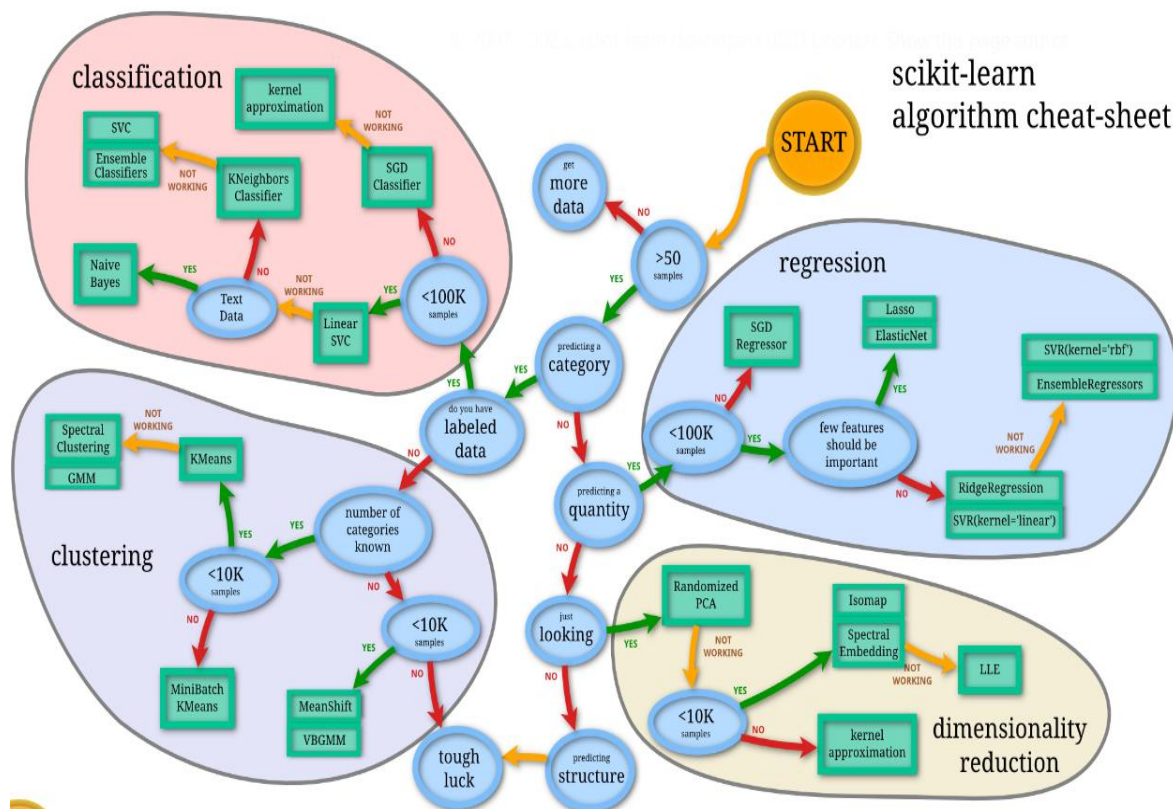 scikit-learn
algorithm cheat-sheet
START
>50
samples
NO
get
more
data
YES
predicting a
category
YES
do you have
labeled
data
YES
classification
<100K
samples
NO
SGD
Classifier
NOT
WORKING
kernel
approximation
YES
Linear
SVC
NOT
WORKING
Text
Data
YES
Naive
Bayes
NO
KNeighbors
Classifier
NOT
WORKING
SVC
Ensemble
Classifiers
NO
clustering
number of
categories
known
YES
<10K
samples
YES
KMeans
NOT
WORKING
Spectral
Clustering
GMM
NO
MiniBatch
KMeans
NO
<10K
samples
YES
MeanShift
VBGMM
NO
tough
luck
NO
predicting a
quantity
YES
regression
<100K
samples
NO
SGD
Regressor
YES
few features
should be
important
YES
Lasso
ElasticNet
NO
RidgeRegression
SVR(kernel='linear')
NOT
WORKING
SVR(kernel='rbf')
EnsembleRegressors
NO
just
looking
YES
Randomized
PCA
NOT
WORKING
<10K
samples
YES
Isomap
Spectral
Embedding
NOT
WORKING
LLE
NO
kernel
approximation
dimensionality
reduction
NO
predicting
structure